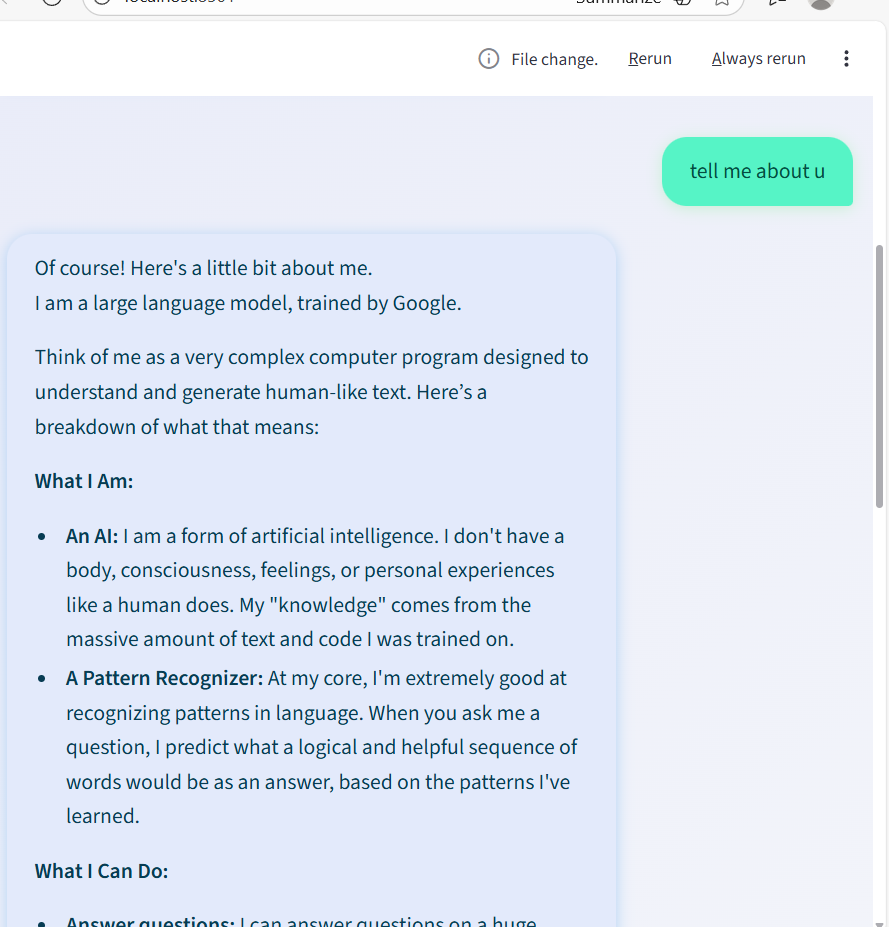 Summarize
File change. Rerun Always rerun
tell me about u
Of course! Here's a little bit about me.
I am a large language model, trained by Google.
Think of me as a very complex computer program designed to
understand and generate human-like text. Here’s a
breakdown of what that means:
What I Am:
An AI: I am a form of artificial intelligence. I don't have a
body, consciousness, feelings, or personal experiences
like a human does. My "knowledge" comes from the
massive amount of text and code I was trained on.
A Pattern Recognizer: At my core, I'm extremely good at
recognizing patterns in language. When you ask me a
question, I predict what a logical and helpful sequence of
words would be as an answer, based on the patterns I've
learned.
What I Can Do:
Answer questions: I can answer questions on a huge